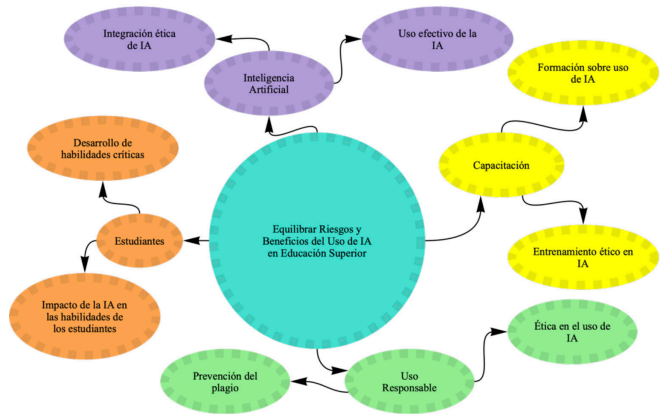 Integración ética
de IA
Uso efectivo de la
IA
Inteligencia
Artificial
Formación sobre uso
de IA
Capacitación
Entrenamiento ético en
IA
Desarrollo de
habilidades críticas
Estudiantes
Impacto de la IA en
las habilidades de
los estudiantes
Equilibrar Riesgos y
Beneficios del Uso de IA
en Educación Superior
Ética en el uso de
IA
Uso
Responsable
Prevención del
plagio